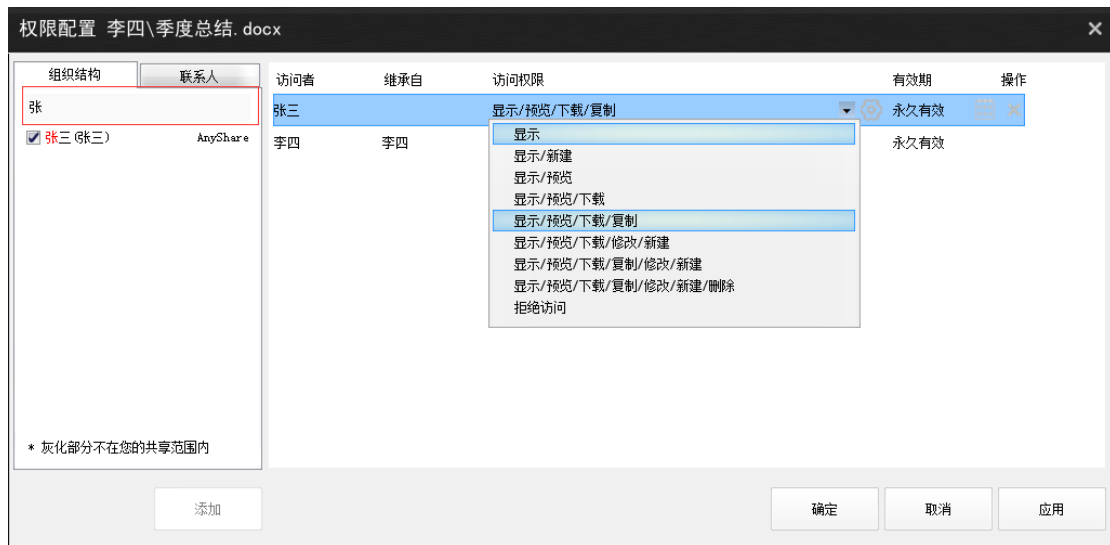 权限配置 李四\季度总结.docx
组织结构 联系人
张
张三(张三) AnyShare
* 灰化部分不在您的共享范围内
添加
访问者 继承自 访问权限 有效期 操作
张三 显示/预览/下载/复制 永久有效
李四 李四 永久有效
显示
显示/新建
显示/预览
显示/预览/下载
显示/预览/下载/复制
显示/预览/下载/修改/新建
显示/预览/下载/复制/修改/新建
显示/预览/下载/复制/修改/新建/删除
拒绝访问
确定 取消 应用